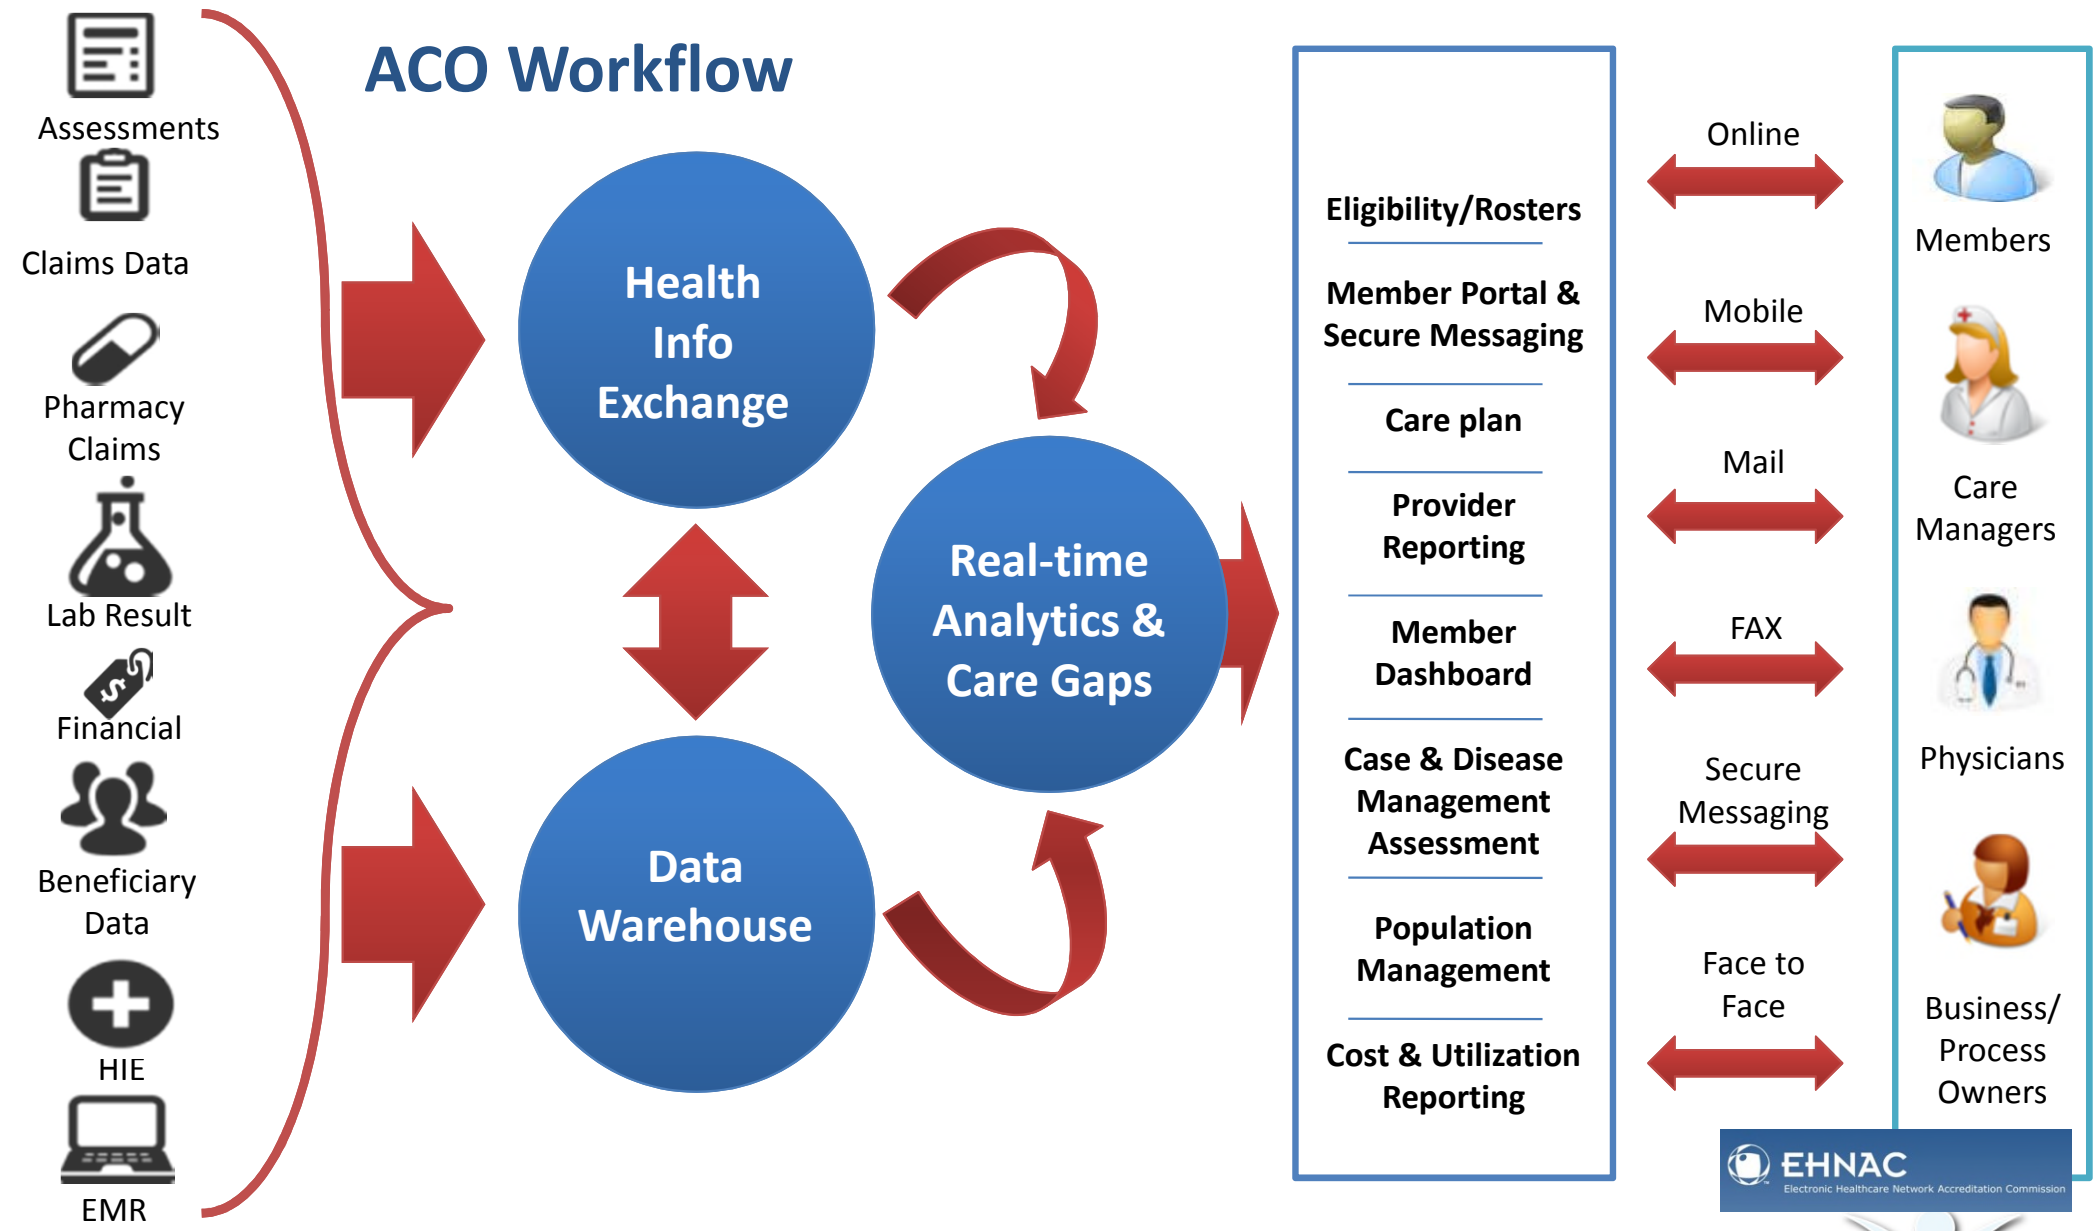 ACO Workflow
Assessments
Claims Data
Pharmacy
Claims
Lab Result
Financial
Beneficiary
Data
HIE
EMR
Health
Info
Exchange
Data
Warehouse
Real-time
Analytics &
Care Gaps
Eligibility/Rosters
Member Portal &
Secure Messaging
Care plan
Provider
Reporting
Member
Dashboard
Case & Disease
Management
Assessment
Population
Management
Cost & Utilization
Reporting
Online
Mobile
Mail
FAX
Secure
Messaging
Face to
Face
Members
Care
Managers
Physicians
Business/
Process
Owners
EHNAC
Electronic Healthcare Network Accreditation Commission